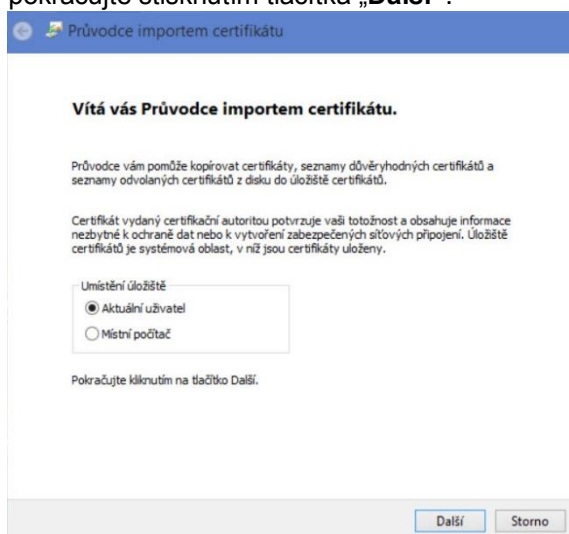 pokračujte stisknutím tlačítka „Další“.
Průvodce importem certifikátu
Vítá vás Průvodce importem certifikátu.
Průvodce vám pomůže kopírovat certifikáty, seznamy důvěryhodných certifikátů a
seznamy odvolaných certifikátů z disku do úložiště certifikátů.
Certifikát vydaný certifikační autoritou potvrzuje vaši totožnost a obsahuje informace
nezbytné k ochraně dat nebo k vytvoření zabezpečených síťových připojení. Úložiště
certifikátů je systémová oblast, v níž jsou certifikáty uloženy.
Umístění úložiště
Aktuální uživatel
Místní počítač
Pokračujte kliknutím na tlačítko Další.
Další
Storno